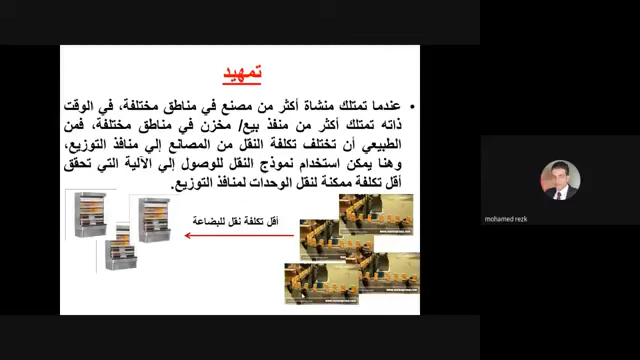 تمهيد
• عندما تمتلك منشاة أكثر من مصنع في مناطق مختلفة، في الوقت
ذاته تمتلك أكثر من منفذ بيع/ مخزن في مناطق مختلفة، فمن
الطبيعي أن تختلف تكلفة النقل من المصانع إلي منافذ التوزيع،
وهنا يمكن استخدام نموذج النقل للوصول إلي الآلية التي تحقق
أقل تكلفة ممكنة لنقل الوحدات لمنافذ التوزيع.
أقل تكلفة نقل للبضاعة
mohamed rezk